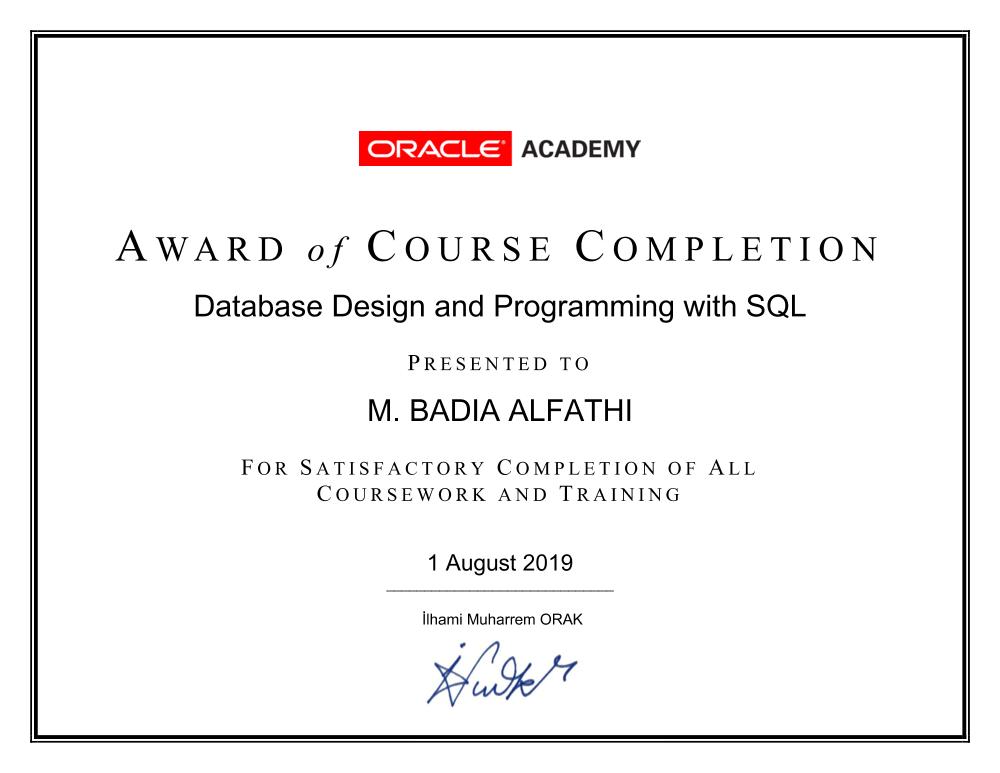 ORACLE ACADEMY
AWARD of COURSE COMPLETION
Database Design and Programming with SQL
PRESENTED TO
M. BADIA ALFATHI
FOR SATISFACTORY COMPLETION OF ALL
COURSEWORK AND TRAINING
1 August 2019
İlhami Muharrem ORAK